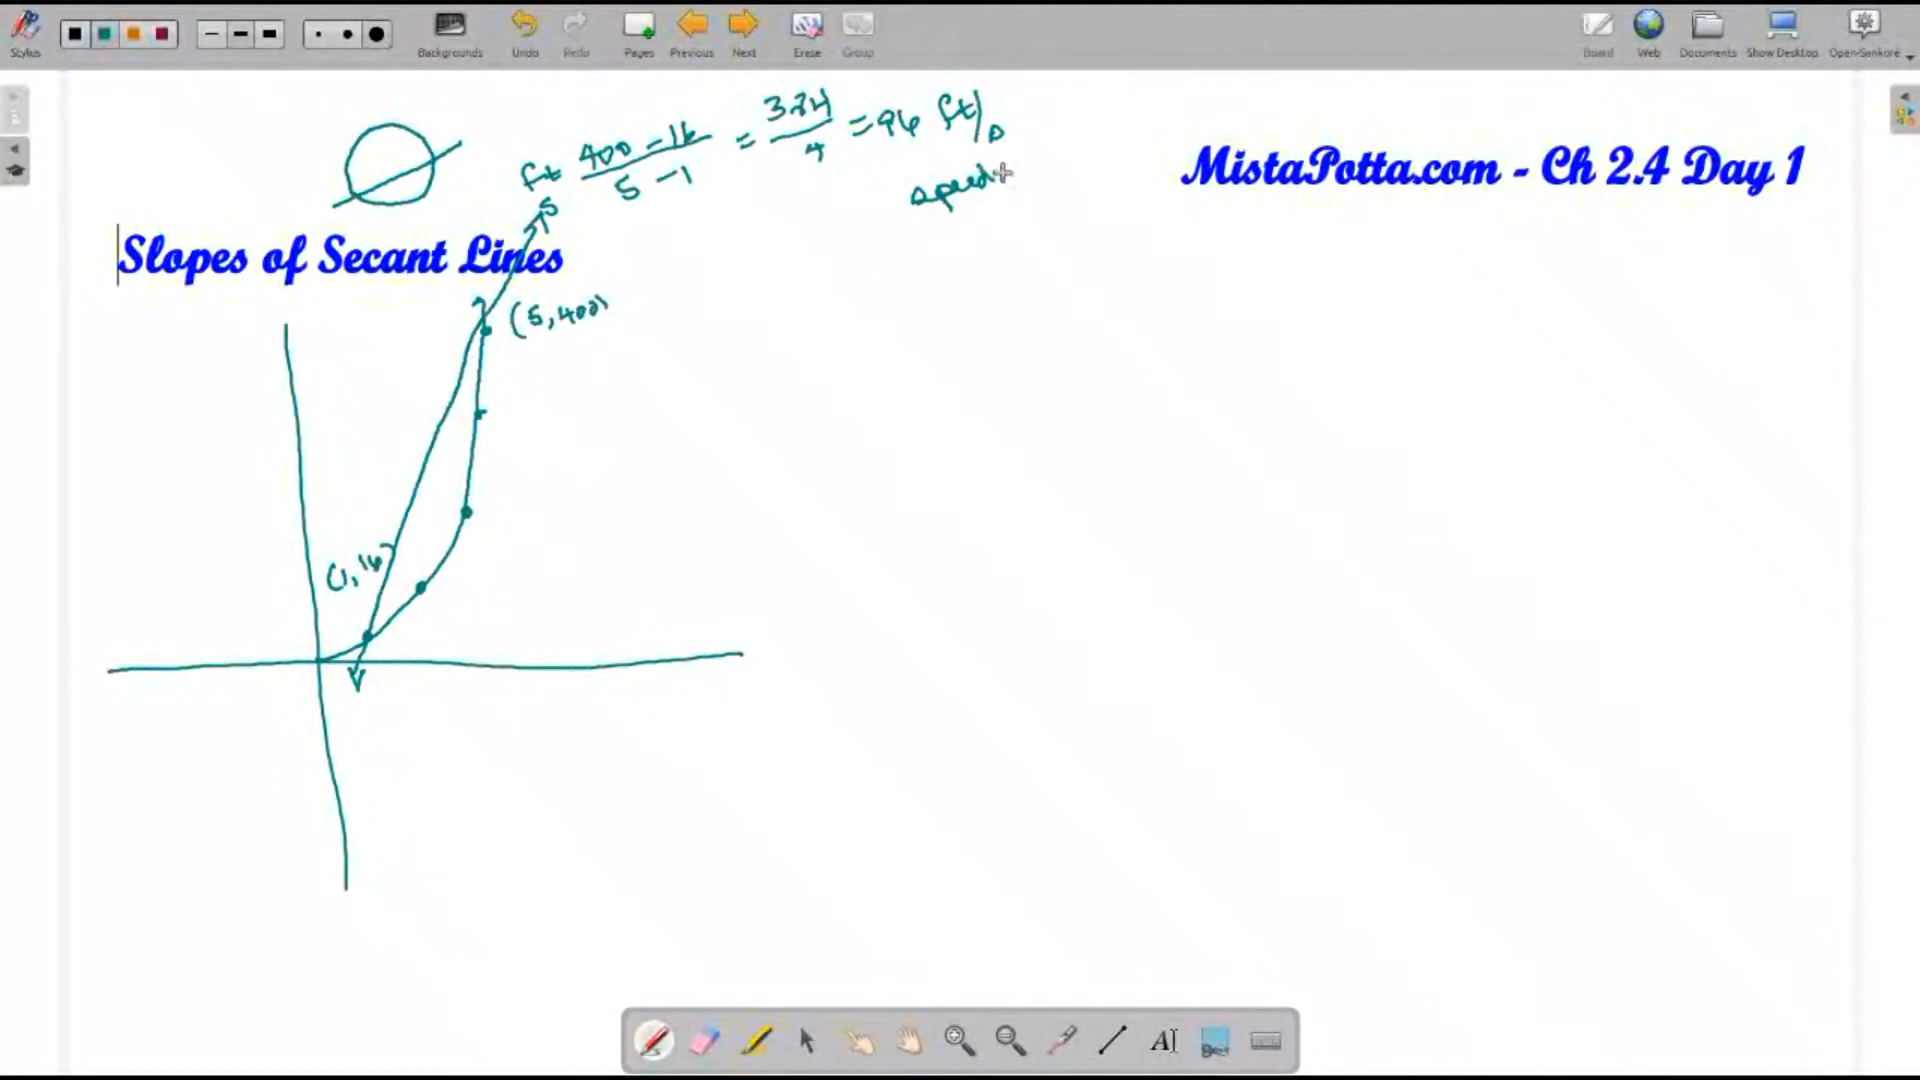 Stylus Backgrounds Undo Redo Pages Previous Next Erase Group Board Web Documents Show Desktop Open-Sankore
ft/s 400 - 16 / 5 - 1 = 384 / 4 = 96 ft/s
speed
MistaPotta.com - Ch 2.4 Day 1
Slopes of Secant Lines
(5, 400)
(1, 16)